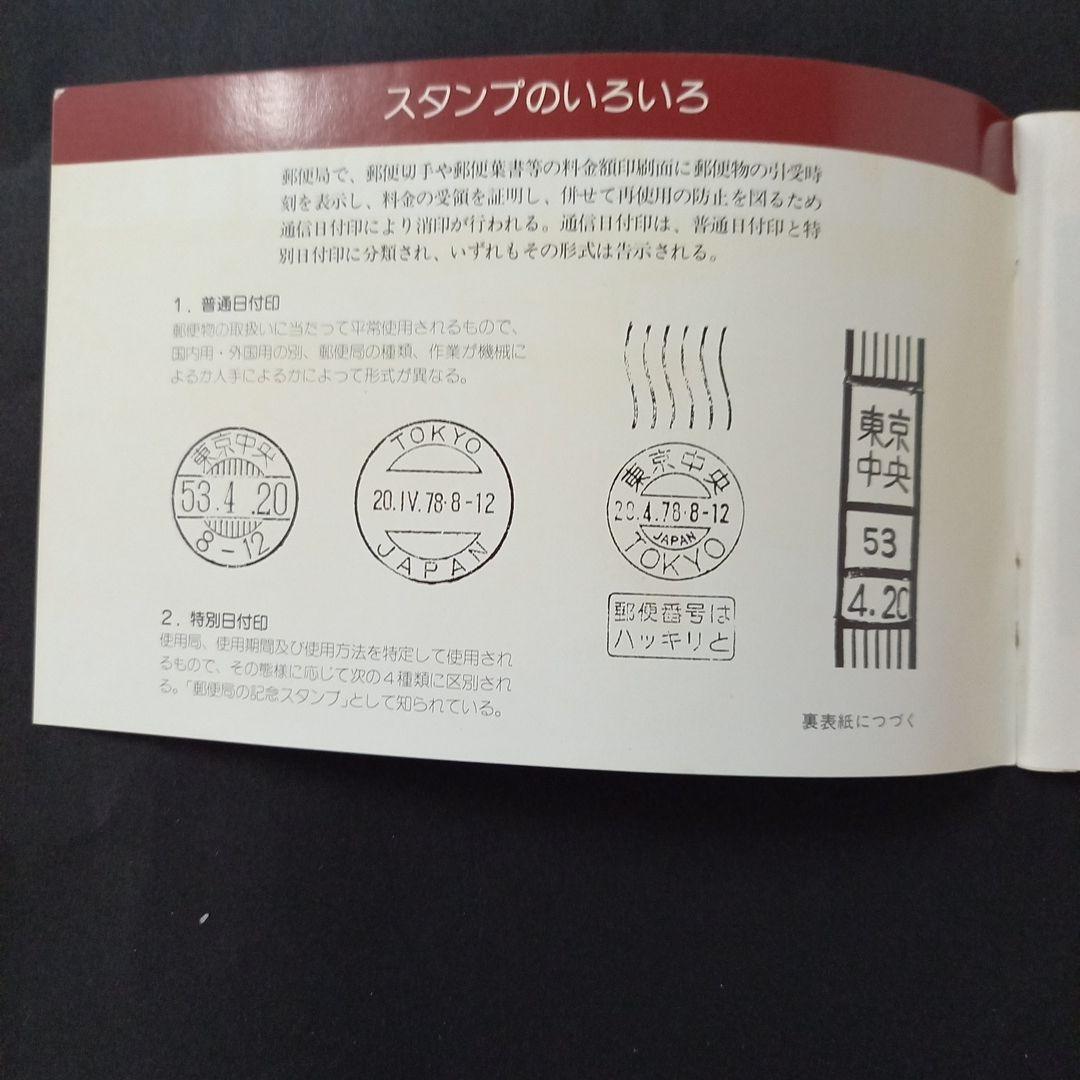 スタンプのいろいろ
郵便局で、郵便切手や郵便葉書等の料金額印刷面に郵便物の引受時
刻を表示し、料金の受領を証明し、併せて再使用の防止を図るため
通信日付印により消印が行われる。通信日付印は、普通日付印と特
別日付印に分類され、いずれもその形式は告示される。
1．普通日付印
郵便物の取扱いに当たって平常使用されるもので、
国内用・外国用の別、郵便局の種類、作業が機械に
よるか人手によるかによって形式が異なる。
東京中央
53.4.20
8-12
TOKYO
20.IV.78·8-12
JAPAN
東京中央
20.4.78·8-12
JAPAN
TOKYO
郵便番号は
ハッキリと
東京
中央
53
4.20
2．特別日付印
使用局、使用期間及び使用方法を特定して使用され
るもので、その態様に応じて次の4種類に区別され
る。「郵便局の記念スタンプ」として知られている。
裏表紙につづく